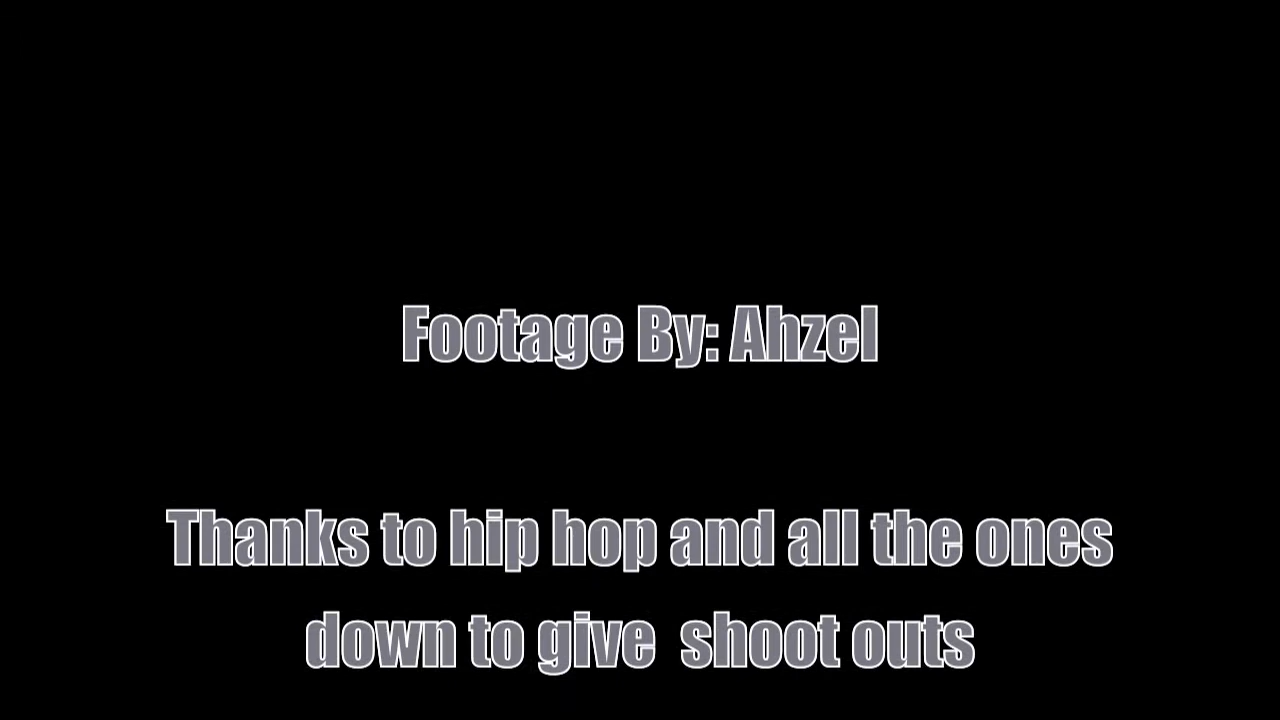 Footage By: Ahzel
Thanks to hip hop and all the ones
down to give  shoot outs